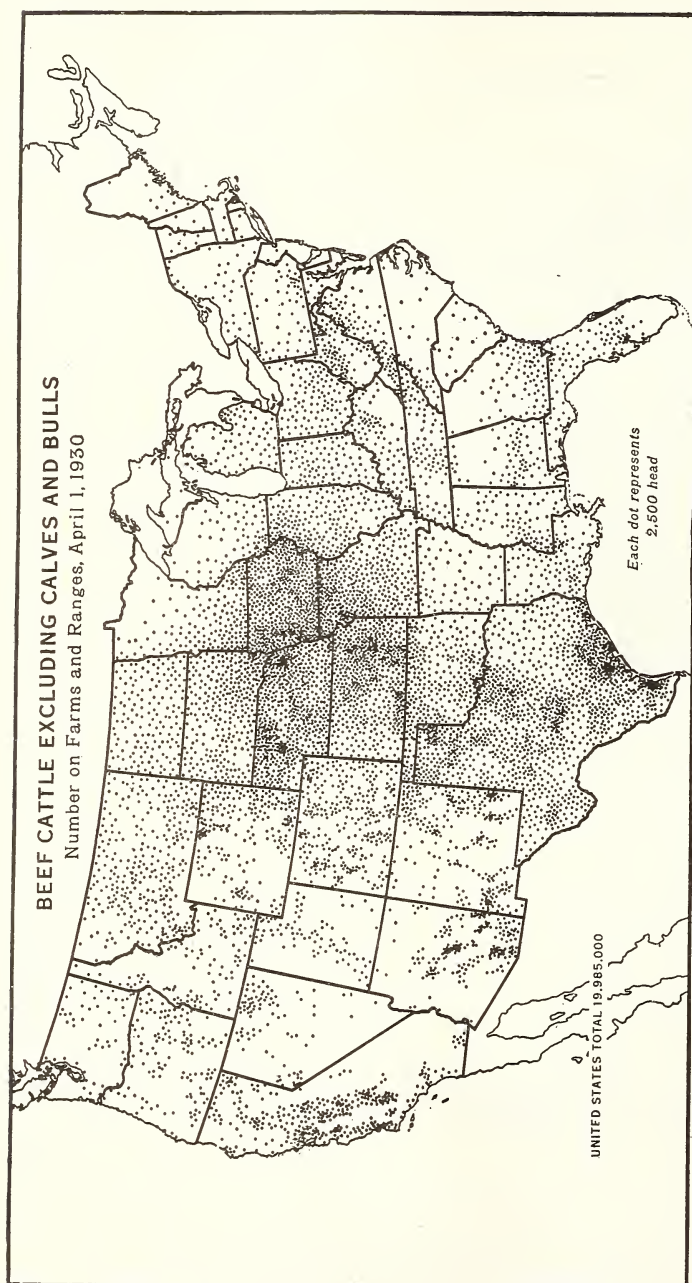 BEEF CATTLE EXCLUDING CALVES AND BULLS
Number on Farms and Ranges, April 1, 1930
Each dot represents
2,500 head
UNITED STATES TOTAL 19,985,000